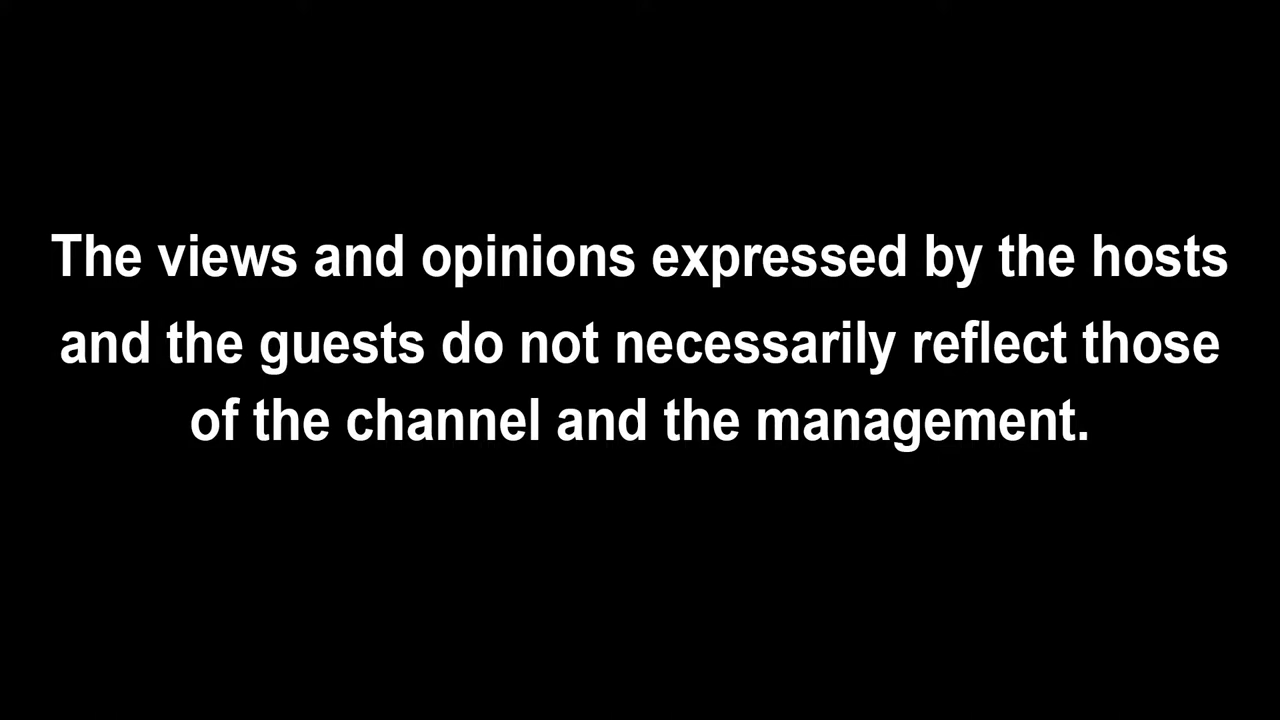 The views and opinions expressed by the hosts
and the guests do not necessarily reflect those
of the channel and the management.